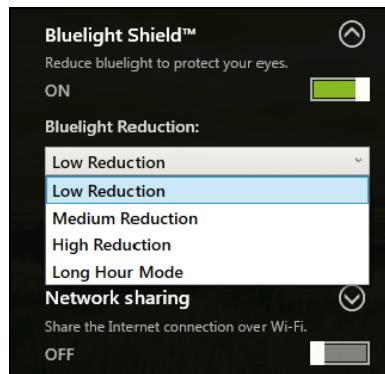 Bluelight Shield™
Reduce bluelight to protect your eyes.
ON
Bluelight Reduction:
Low Reduction
Low Reduction
Medium Reduction
High Reduction
Long Hour Mode
Network sharing
Share the Internet connection over Wi-Fi.
OFF